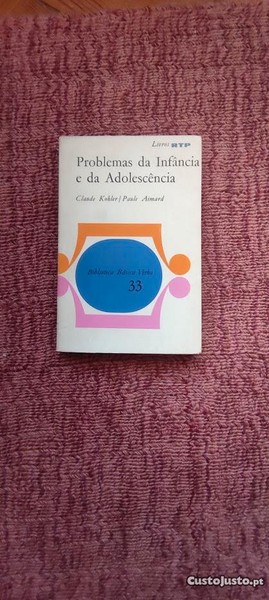 Livros RTP
Problemas da Infância
e da Adolescência
Claude Kohler / Paule Aimard
Biblioteca Básica Verbo
33
CustoJusto.pt